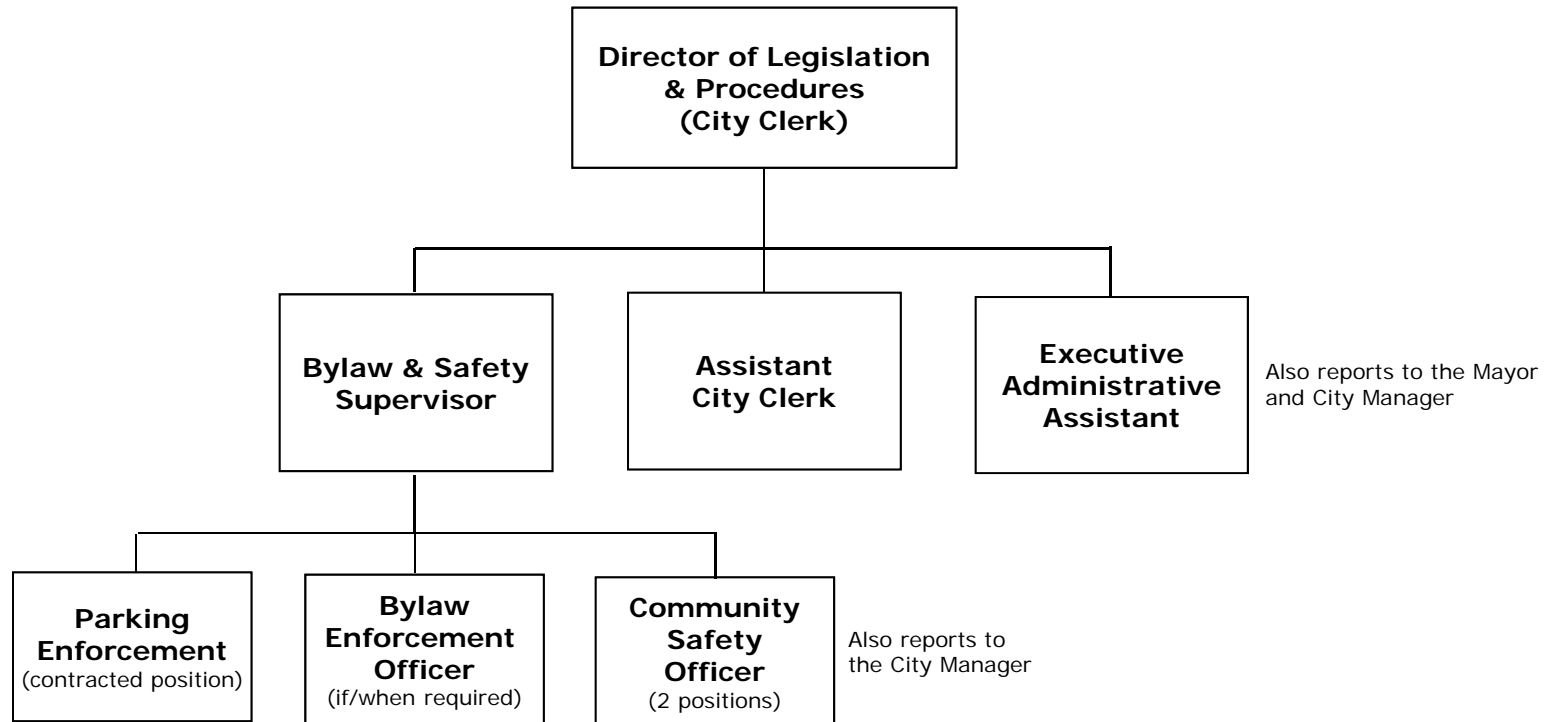 Director of Legislation
& Procedures
(City Clerk)
Bylaw & Safety
Supervisor
Assistant
City Clerk
Executive
Administrative
Assistant
Also reports to the Mayor
and City Manager
Parking
Enforcement
(contracted position)
Bylaw
Enforcement
Officer
(if/when required)
Community
Safety
Officer
(2 positions)
Also reports to
the City Manager